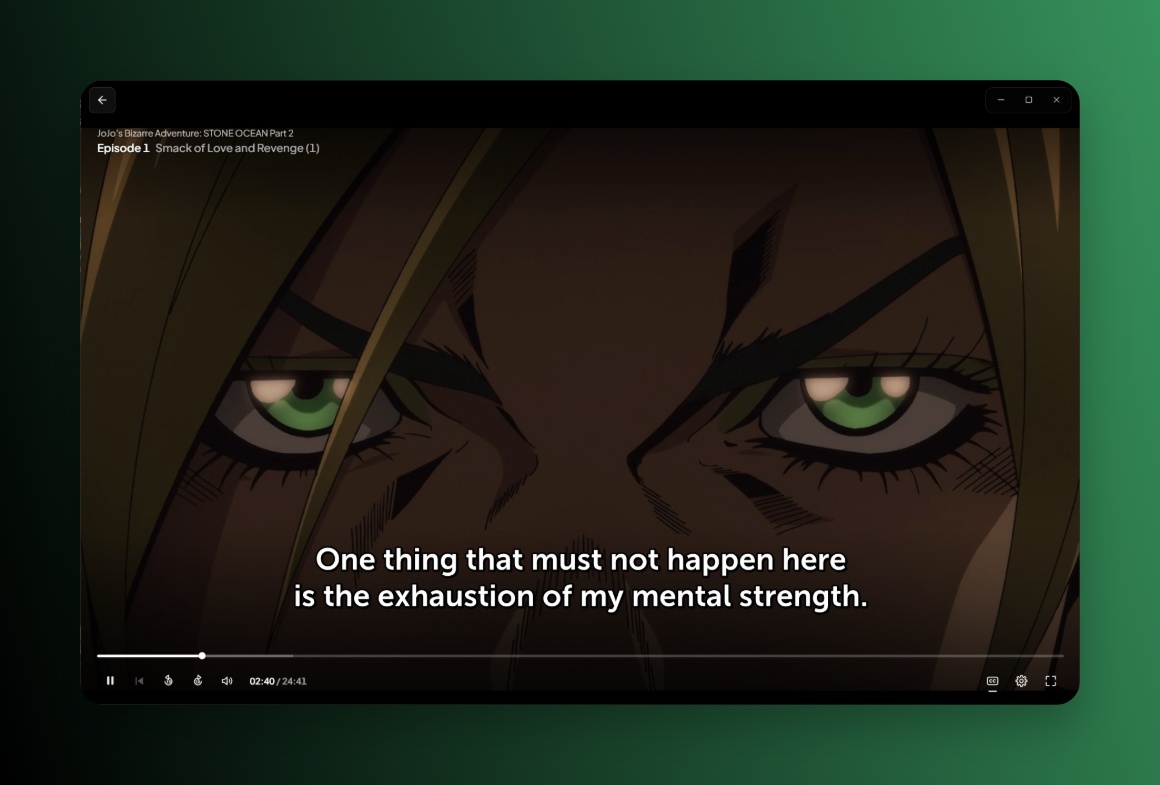 JoJo's Bizarre Adventure: STONE OCEAN Part 2
Episode 1 Smack of Love and Revenge (1)
One thing that must not happen here
is the exhaustion of my mental strength.
02:40 / 24:41
CC